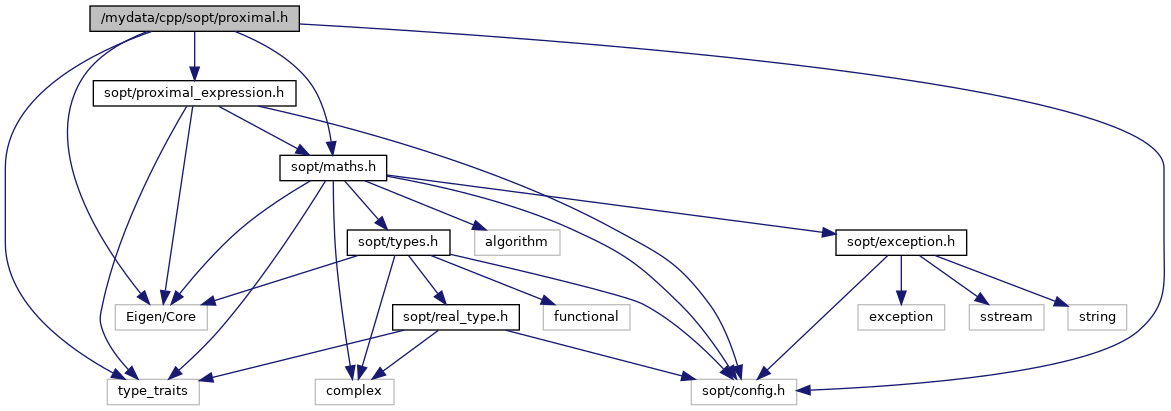 /mydata/cpp/sopt/proximal.h
sopt/proximal_expression.h
sopt/maths.h
sopt/types.h
algorithm
sopt/exception.h
Eigen/Core
sopt/real_type.h
functional
exception
sstream
string
type_traits
complex
sopt/config.h